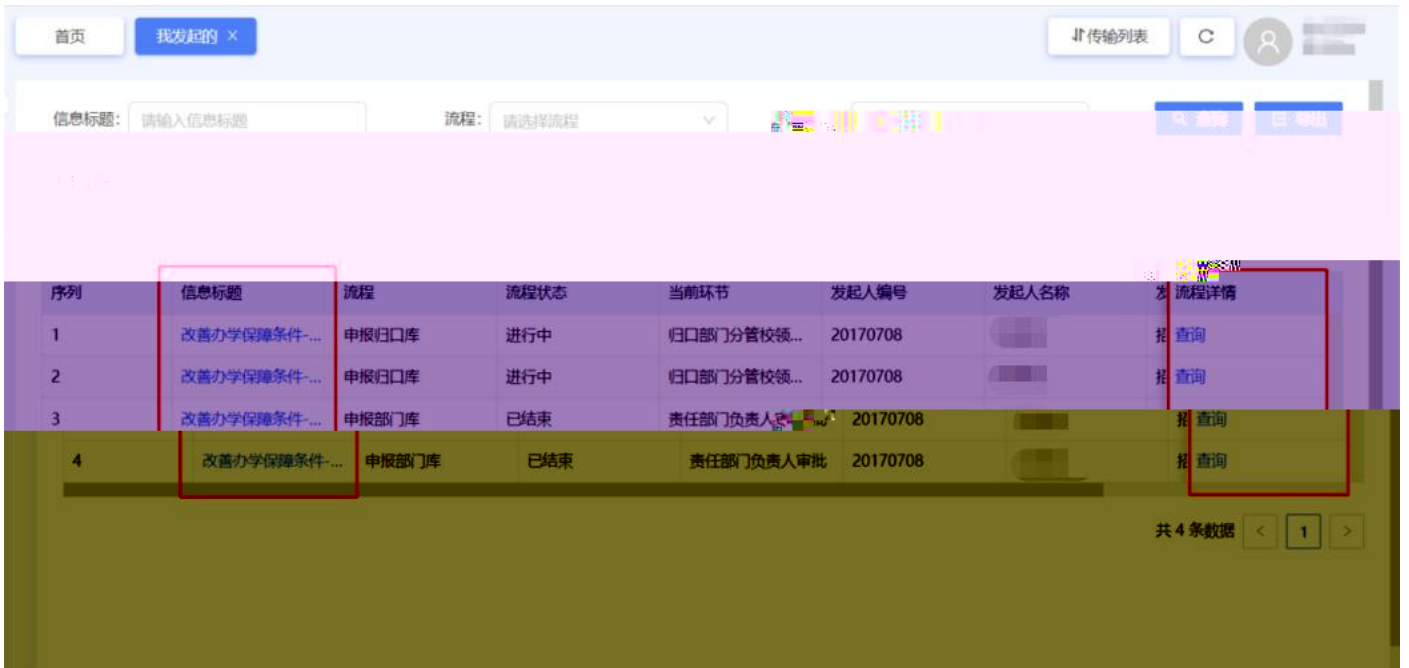 首页 我发起的 × 传输列表
信息标题: 请输入信息标题 流程: 请选择流程 查询 导出
序列 信息标题 流程 流程状态 当前环节 发起人编号 发起人名称 发 流程详情
1 改善办学保障条件-... 申报归口库 进行中 归口部门分管校领... 20170708 招 查询
2 改善办学保障条件-... 申报归口库 进行中 归口部门分管校领... 20170708 招 查询
3 改善办学保障条件-... 申报部门库 已结束 责任部门负责人 20170708 招 查询
4 改善办学保障条件-... 申报部门库 已结束 责任部门负责人审批 20170708 招 查询
共 4 条数据 < 1 >